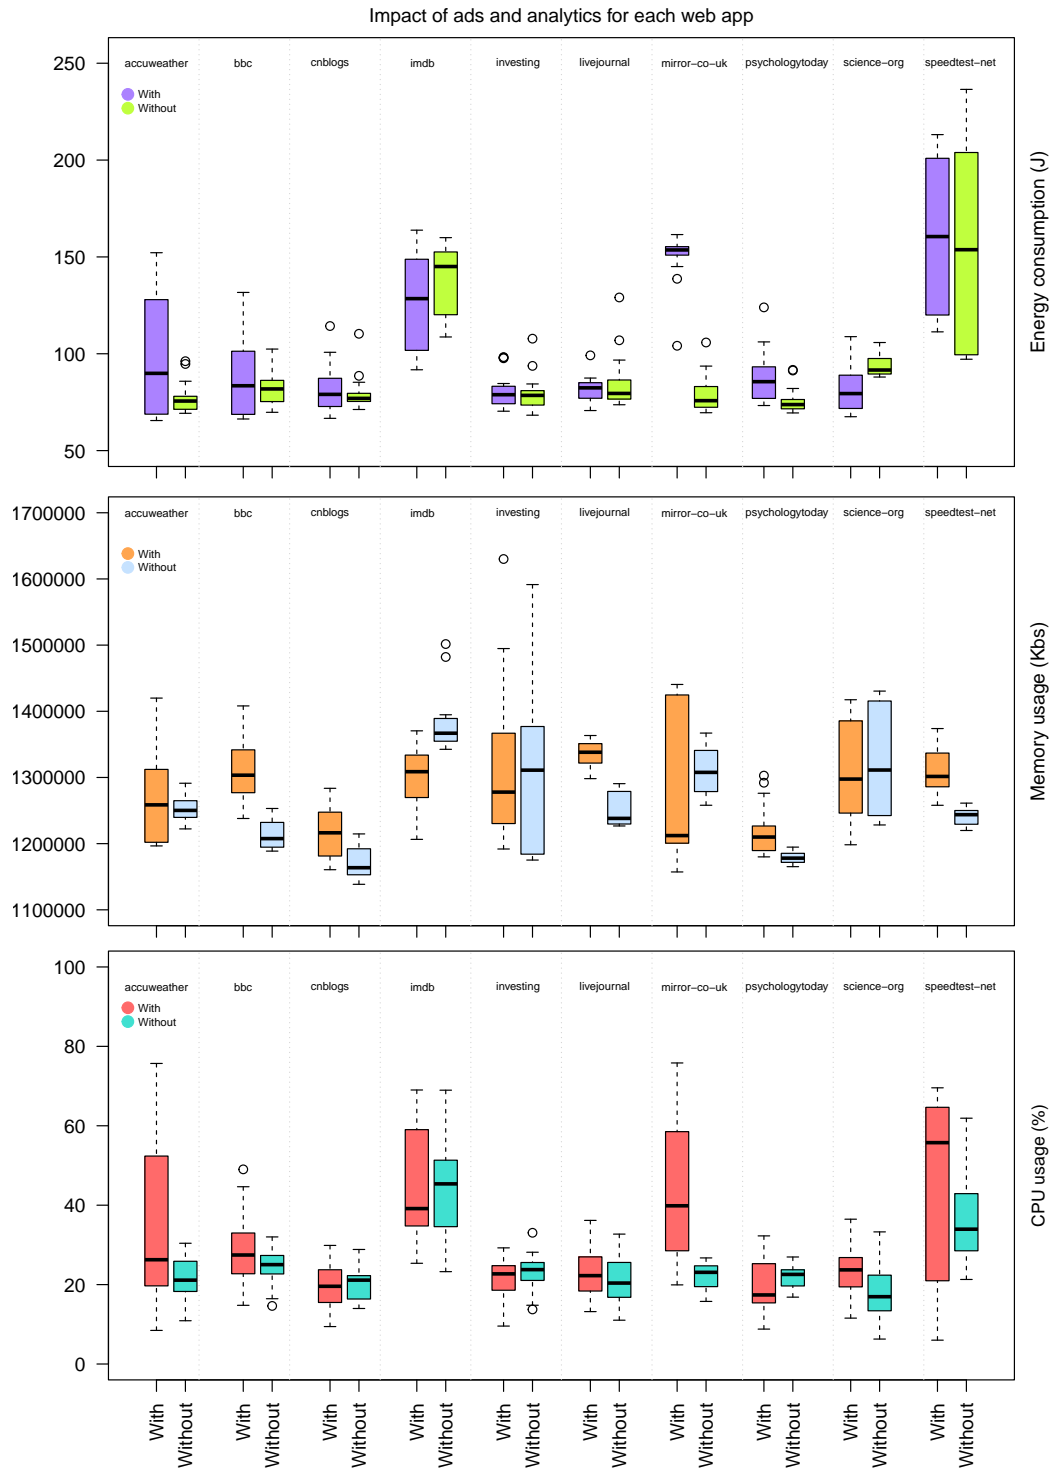 Impact of ads and analytics for each web app
accuweather bbc cnblogs imdb investing livejournal mirror−co−uk psychologytoday science−org speedtest−net
With
Without
250
200
150
100
50
Energy consumption (J)
accuweather bbc cnblogs imdb investing livejournal mirror−co−uk psychologytoday science−org speedtest−net
With
Without
1700000
1600000
1500000
1400000
1300000
1200000
1100000
Memory usage (Kbs)
accuweather bbc cnblogs imdb investing livejournal mirror−co−uk psychologytoday science−org speedtest−net
With
Without
100
80
60
40
20
0
CPU usage (%)
With Without With Without With Without With Without With Without With Without With Without With Without With Without With Without